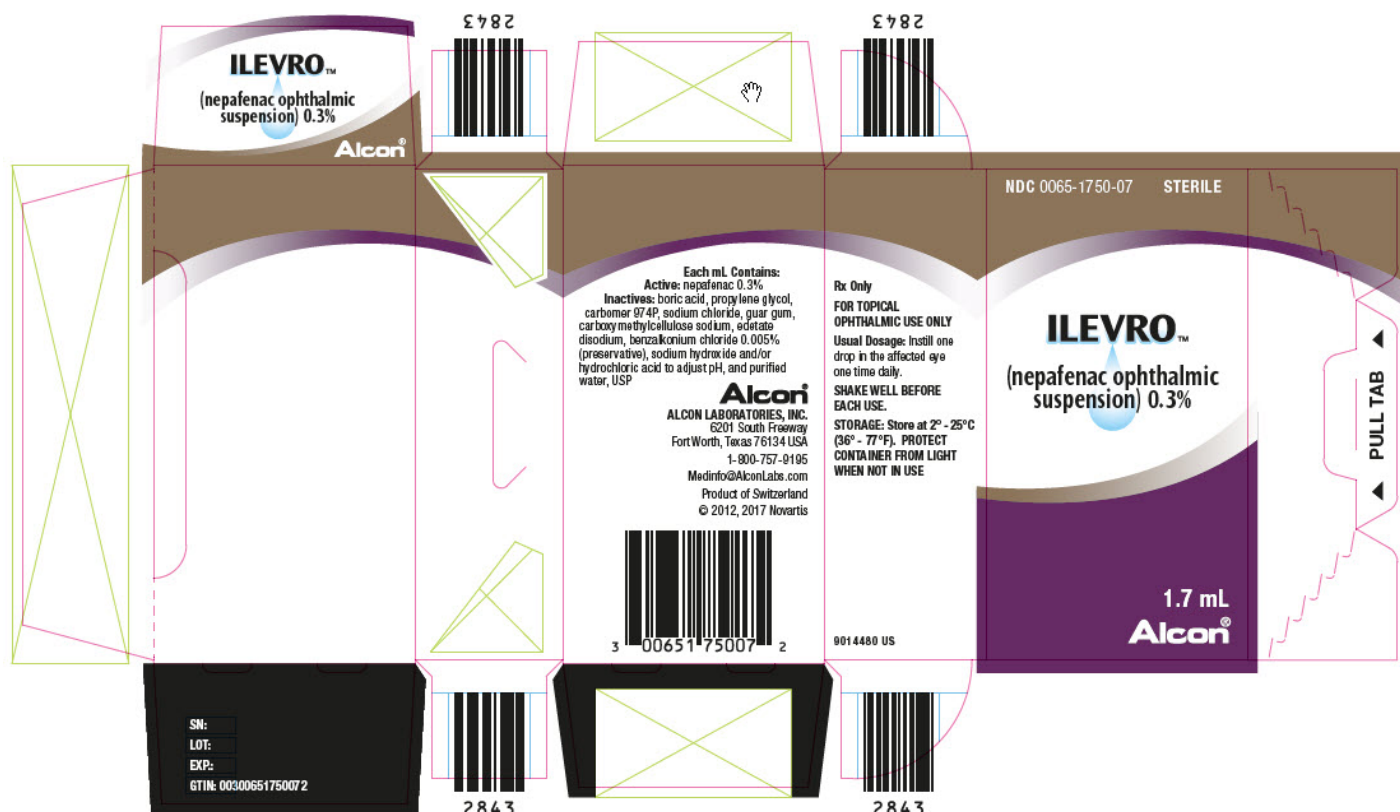 2843
2843
ILEVRO™
(nepafenac ophthalmic
suspension) 0.3%
Alcon®
Each mL Contains:
Active: nepafenac 0.3%
Inactives: boric acid, propylene glycol,
carbomer 974P, sodium chloride, guar gum,
carboxymethylcellulose sodium, edetate
disodium, benzalkonium chloride 0.005%
(preservative), sodium hydroxide and/or
hydrochloric acid to adjust pH, and purified
water, USP
Alcon®
ALCON LABORATORIES, INC.
6201 South Freeway
Fort Worth, Texas 76134 USA
1-800-757-9195
Medinfo@AlconLabs.com
Product of Switzerland
© 2012, 2017 Novartis
3 00651 75007 2
Rx Only
FOR TOPICAL
OPHTHALMIC USE ONLY
Usual Dosage: Instill one
drop in the affected eye
one time daily.
SHAKE WELL BEFORE
EACH USE.
STORAGE: Store at 2° - 25°C
(36° - 77°F). PROTECT
CONTAINER FROM LIGHT
WHEN NOT IN USE
9014480 US
NDC 0065-1750-07 STERILE
ILEVRO™
(nepafenac ophthalmic
suspension) 0.3%
1.7 mL
Alcon®
PULL TAB
SN:
LOT:
EXP.:
GTIN: 00300651750072
2843
2843